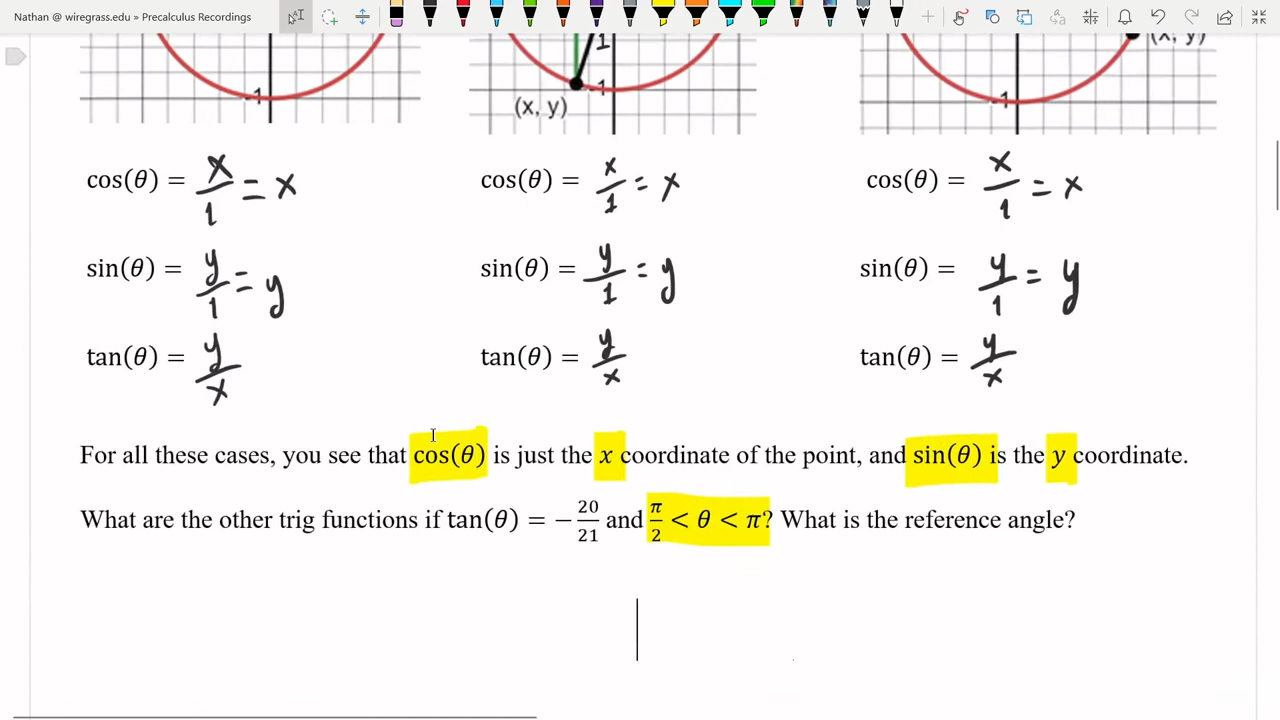 Nathan @ wiregrass.edu » Precalculus Recordings
1
-1
-1
-1
(x, y)
(x, y)
cos(θ) = x/1 = x
cos(θ) = x/1 = x
cos(θ) = x/1 = x
sin(θ) = y/1 = y
sin(θ) = y/1 = y
sin(θ) = y/1 = y
tan(θ) = y/x
tan(θ) = y/x
tan(θ) = y/x
For all these cases, you see that cos(θ) is just the x coordinate of the point, and sin(θ) is the y coordinate.
What are the other trig functions if tan(θ) = −20/21 and π/2 < θ < π? What is the reference angle?